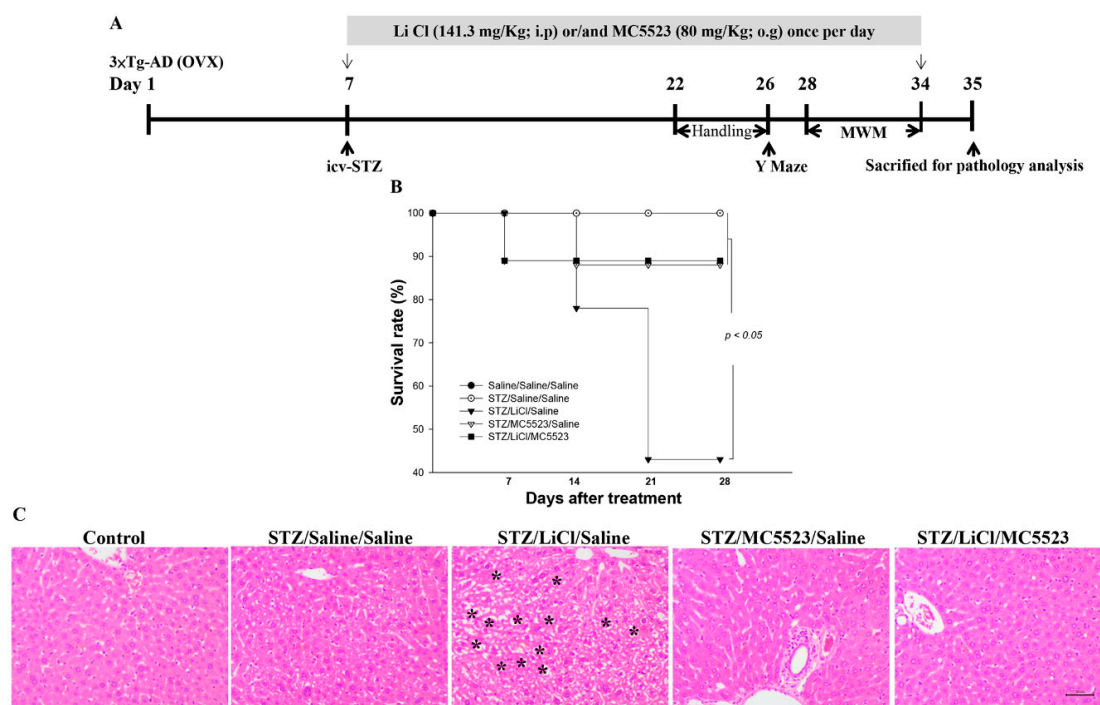 A
Li Cl (141.3 mg/Kg; i.p) or/and MC5523 (80 mg/Kg; o.g) once per day
3×Tg-AD (OVX)
Day 1 7 22 26 28 34 35
Handling MWM
icv-STZ Y Maze Sacrified for pathology analysis
B
100
90
80
70
60
50
40
Survival rate (%)
p < 0.05
Saline/Saline/Saline
STZ/Saline/Saline
STZ/LiCl/Saline
STZ/MC5523/Saline
STZ/LiCl/MC5523
7 14 21 28
Days after treatment
C
Control STZ/Saline/Saline STZ/LiCl/Saline STZ/MC5523/Saline STZ/LiCl/MC5523
* * * * * * * * * * * *